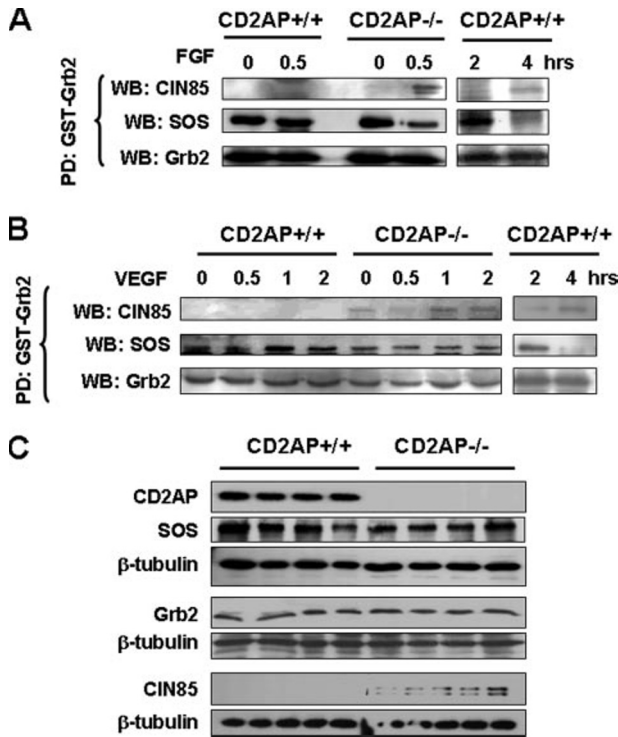 A
CD2AP+/+ CD2AP-/- CD2AP+/+
FGF 0 0.5 0 0.5 2 4 hrs
PD: GST-Grb2
WB: CIN85
WB: SOS
WB: Grb2
B
CD2AP+/+ CD2AP-/- CD2AP+/+
VEGF 0 0.5 1 2 0 0.5 1 2 2 4 hrs
PD: GST-Grb2
WB: CIN85
WB: SOS
WB: Grb2
C
CD2AP+/+ CD2AP-/-
CD2AP
SOS
β-tubulin
Grb2
β-tubulin
CIN85
β-tubulin